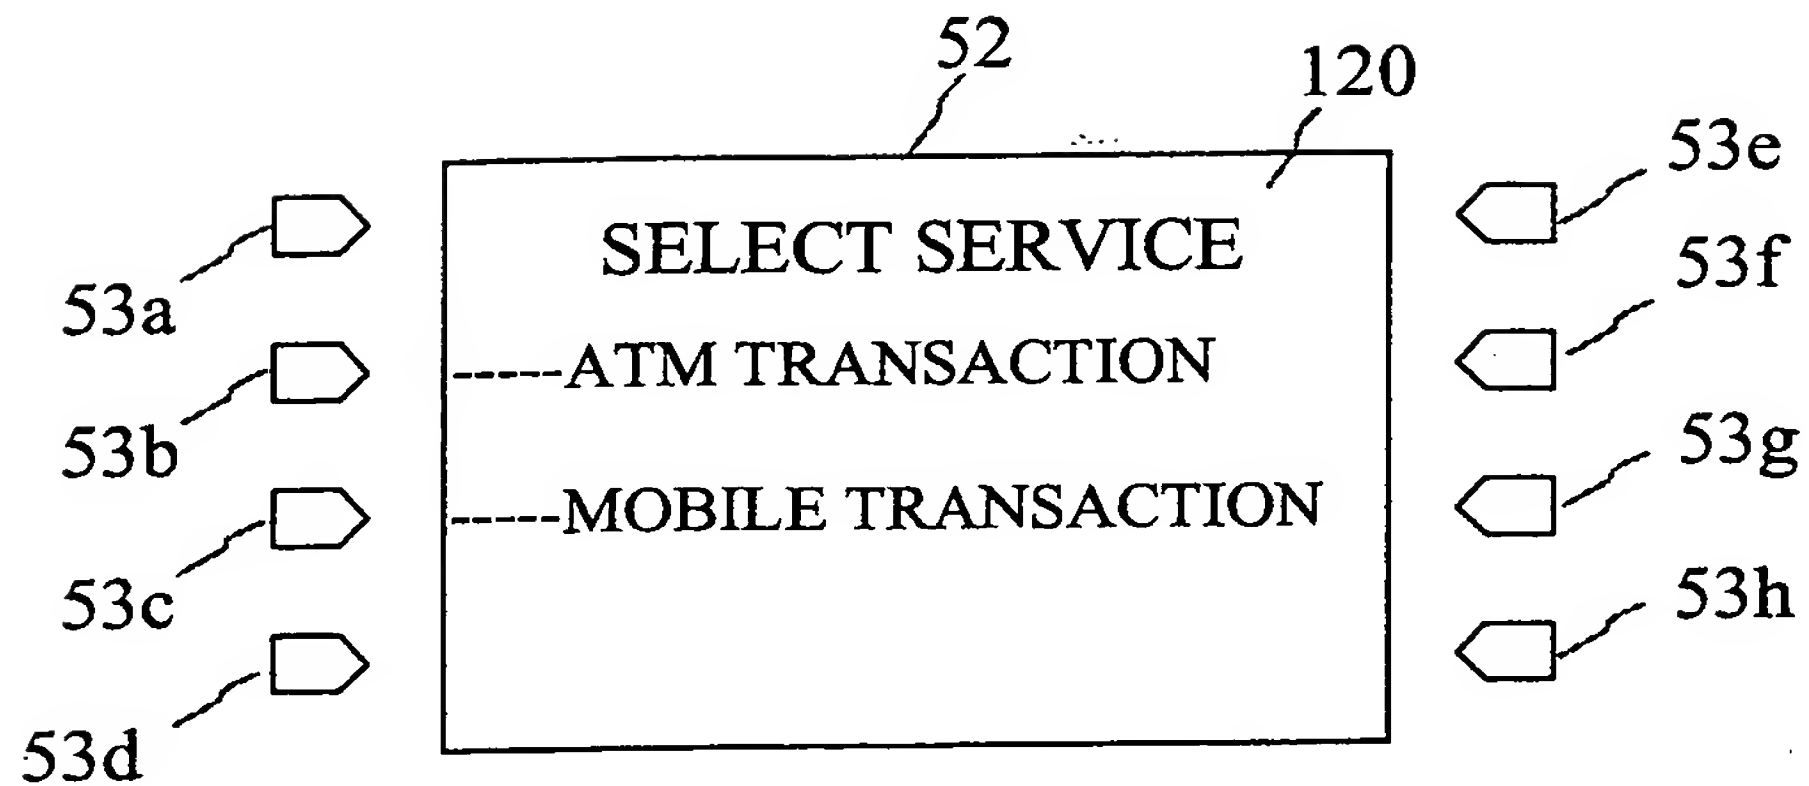 52
120
53e
SELECT SERVICE
53a
53f
ATM TRANSACTION
53b
53g
MOBILE TRANSACTION
53c
53h
53d